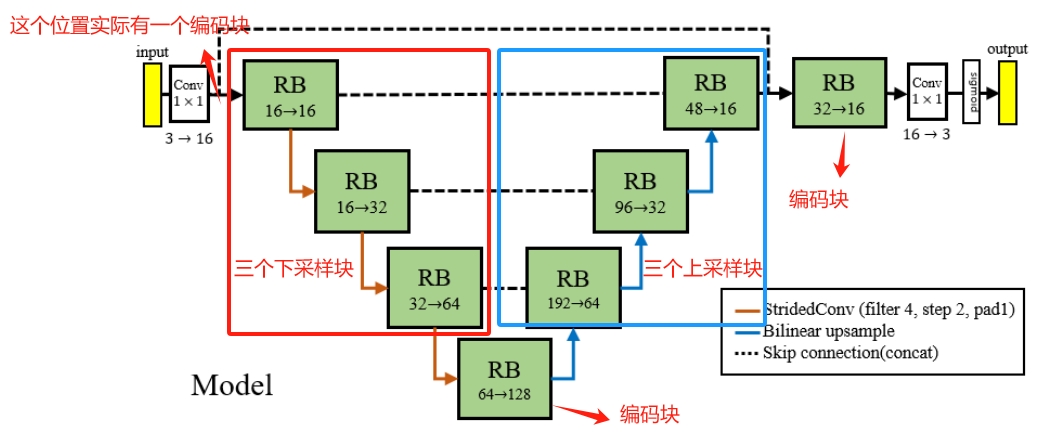 这个位置实际有一个编码块
input
output
Conv
1 × 1
3 → 16
RB
16→16
RB
48→16
RB
32→16
Conv
1 × 1
16 → 3
sigmoid
RB
16→32
RB
96→32
编码块
三个下采样块
RB
32→64
RB
192→64
三个上采样块
StridedConv (filter 4, step 2, pad1)
Bilinear upsample
Skip connection(concat)
Model
RB
64→128
编码块